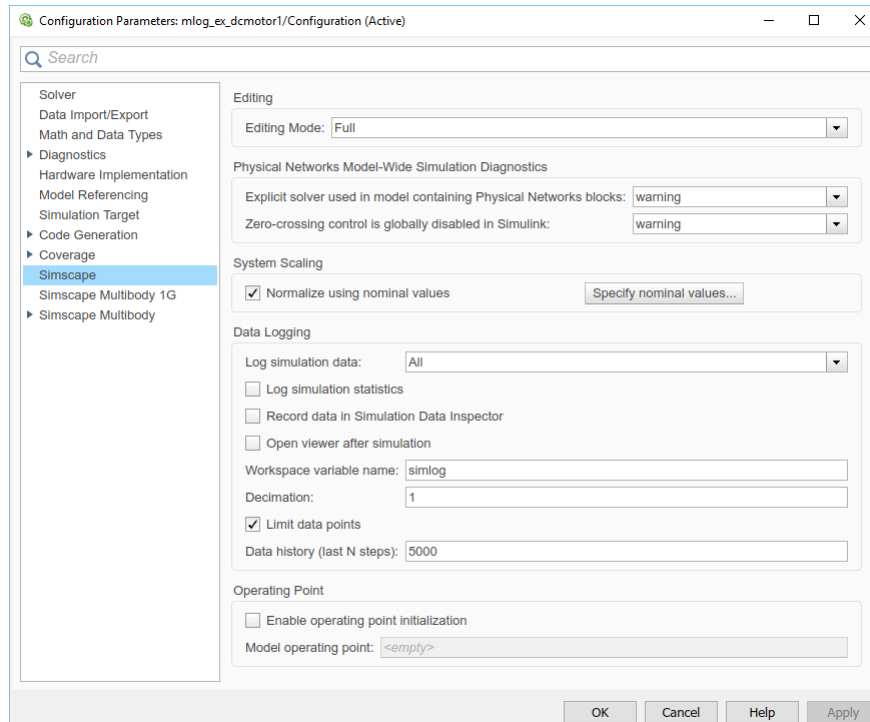 Configuration Parameters: mlog_ex_dcmotor1/Configuration (Active)
Search
Solver
Data Import/Export
Math and Data Types
Diagnostics
Hardware Implementation
Model Referencing
Simulation Target
Code Generation
Coverage
Simscape
Simscape Multibody 1G
Simscape Multibody
Editing
Editing Mode: Full
Physical Networks Model-Wide Simulation Diagnostics
Explicit solver used in model containing Physical Networks blocks: warning
Zero-crossing control is globally disabled in Simulink: warning
System Scaling
Normalize using nominal values Specify nominal values...
Data Logging
Log simulation data: All
Log simulation statistics
Record data in Simulation Data Inspector
Open viewer after simulation
Workspace variable name: simlog
Decimation: 1
Limit data points
Data history (last N steps): 5000
Operating Point
Enable operating point initialization
Model operating point: <empty>
OK Cancel Help Apply